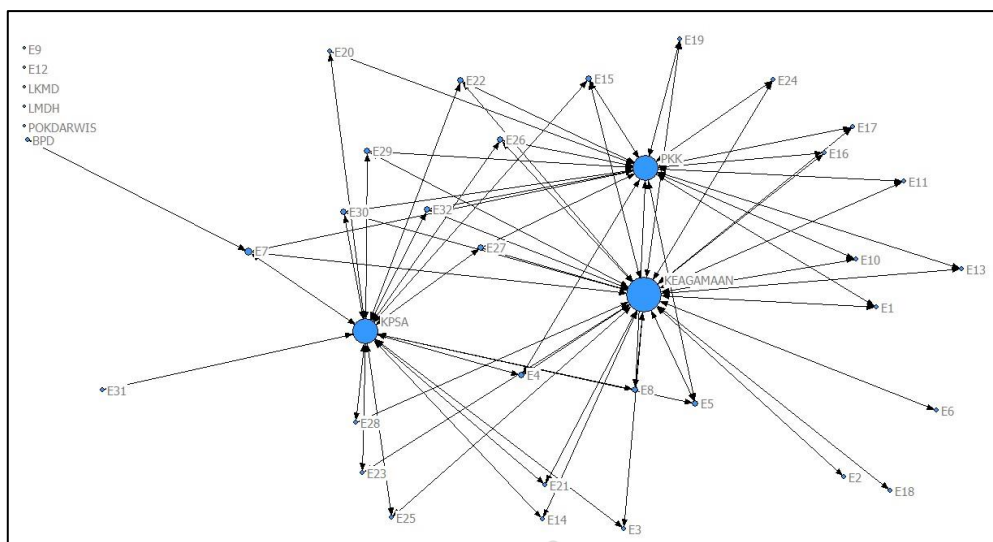 E9
E12
LKMD
LMDH
POKDARWIS
BPD
E20
E19
E22
E15
E24
E17
E26
E16
E29
PKK
E11
E30
E32
E27
E7
E10
E13
KEAGAMAAN
E1
KPSA
E4
E8
E31
E5
E6
E28
E23
E21
E2
E18
E25
E14
E3